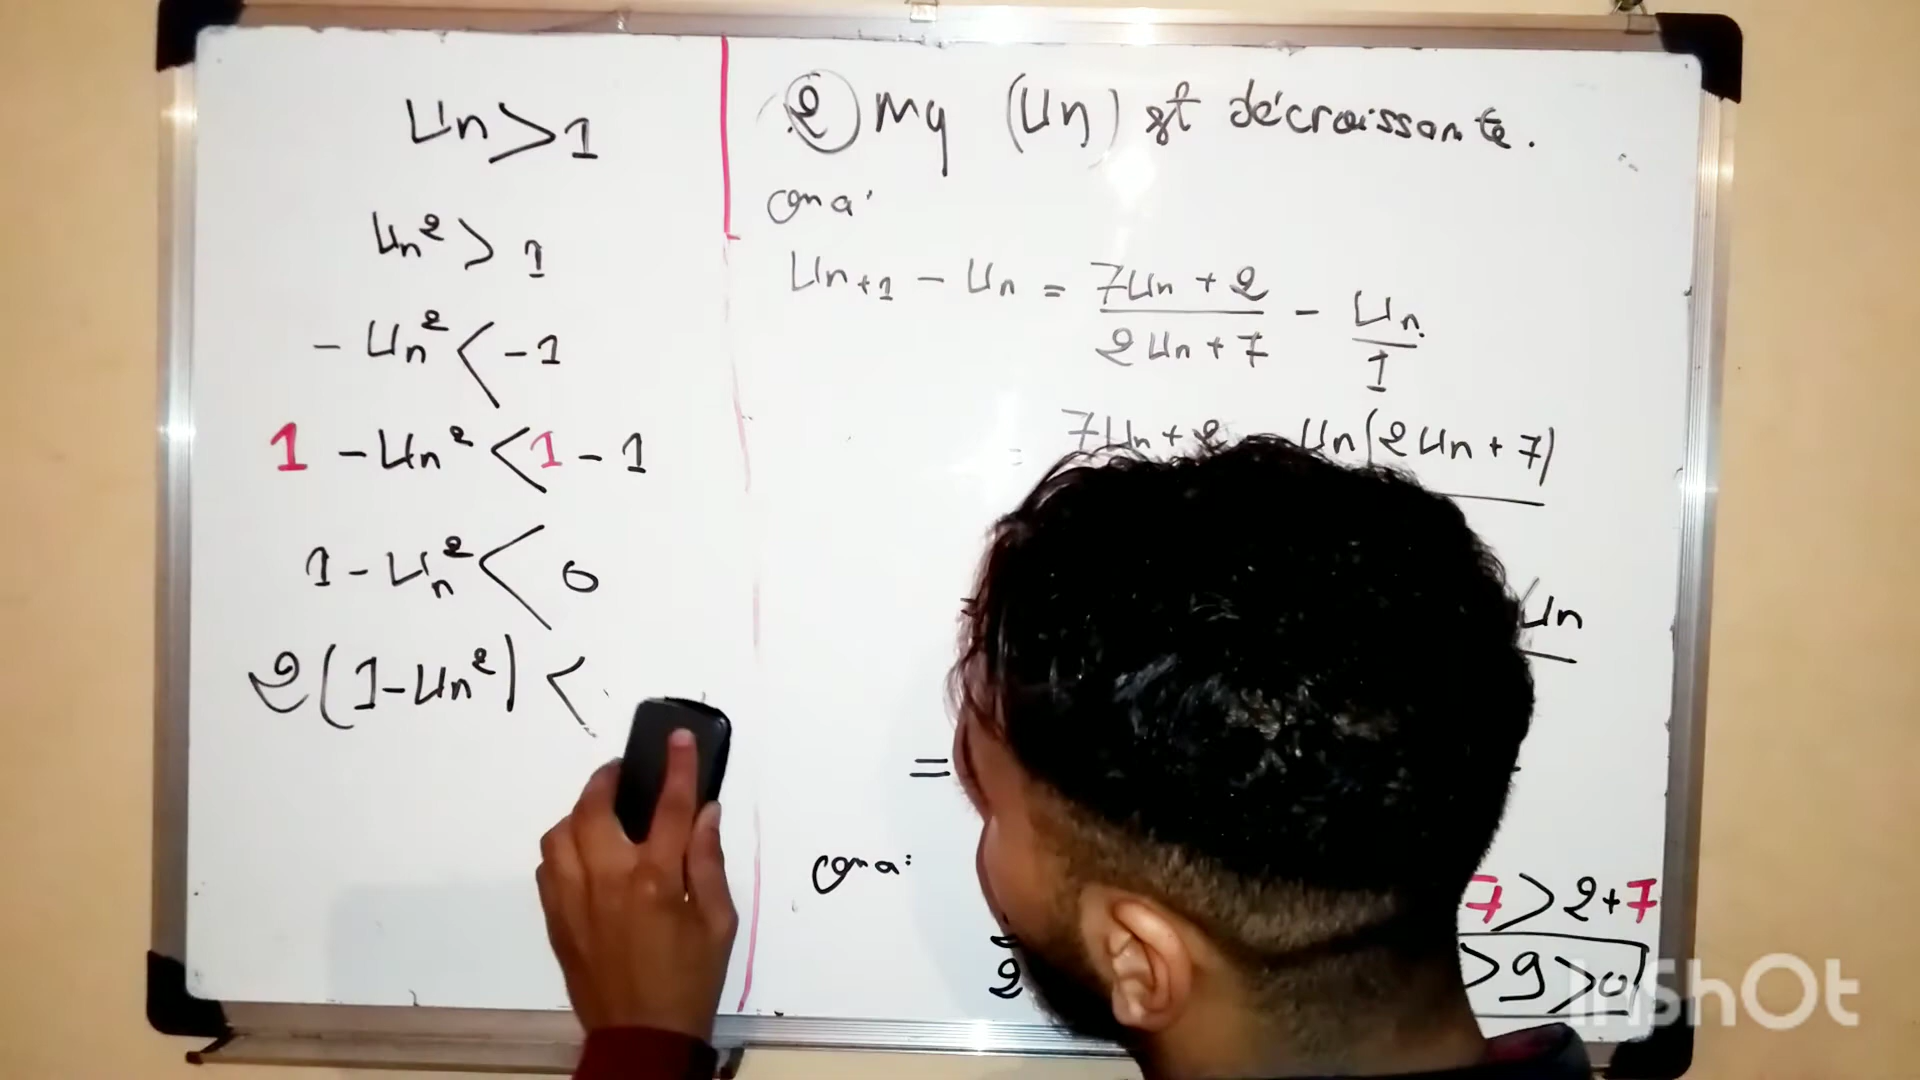 Un > 1
Un² > 1
- Un² < -1
1 - Un² < 1 - 1
1 - Un² < 0
2(1 - Un²) <
② Mq (Un) est décroissante.
On a:
Un+1 - Un = (7Un + 2)/(2Un + 7) - Un/1
= 7Un + 2 - Un(2Un + 7)
Un
=
On a:
7 > 2 + 7
2 > 9 > 0
InShOt